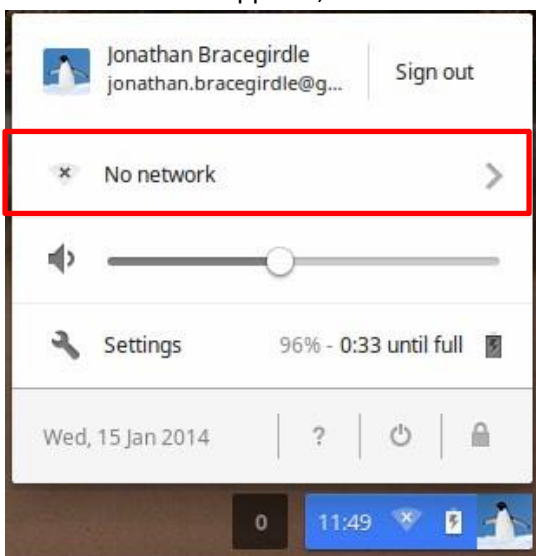 Jonathan Bracegirdle
jonathan.bracegirdle@g...
Sign out
No network
Settings
96% - 0:33 until full
Wed, 15 Jan 2014
?
0
11:49